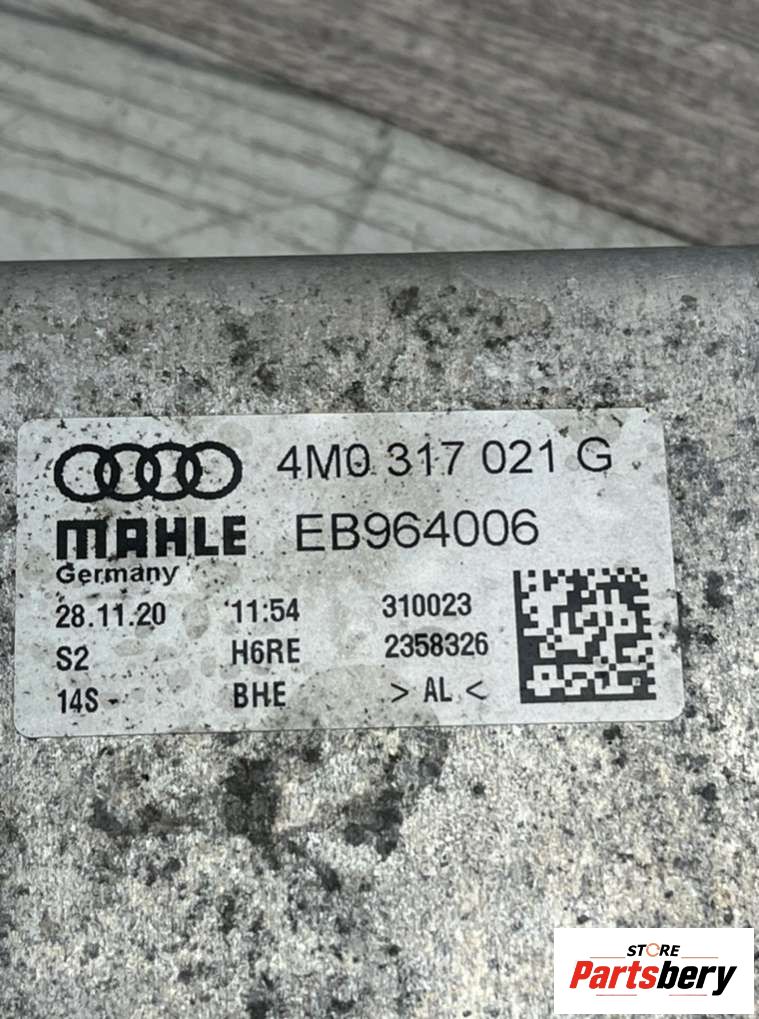 4M0 317 021 G
MAHLE EB964006
Germany
28.11.20 11:54 310023
S2 H6RE 2358326
14S BHE > AL <
STORE
Partsbery